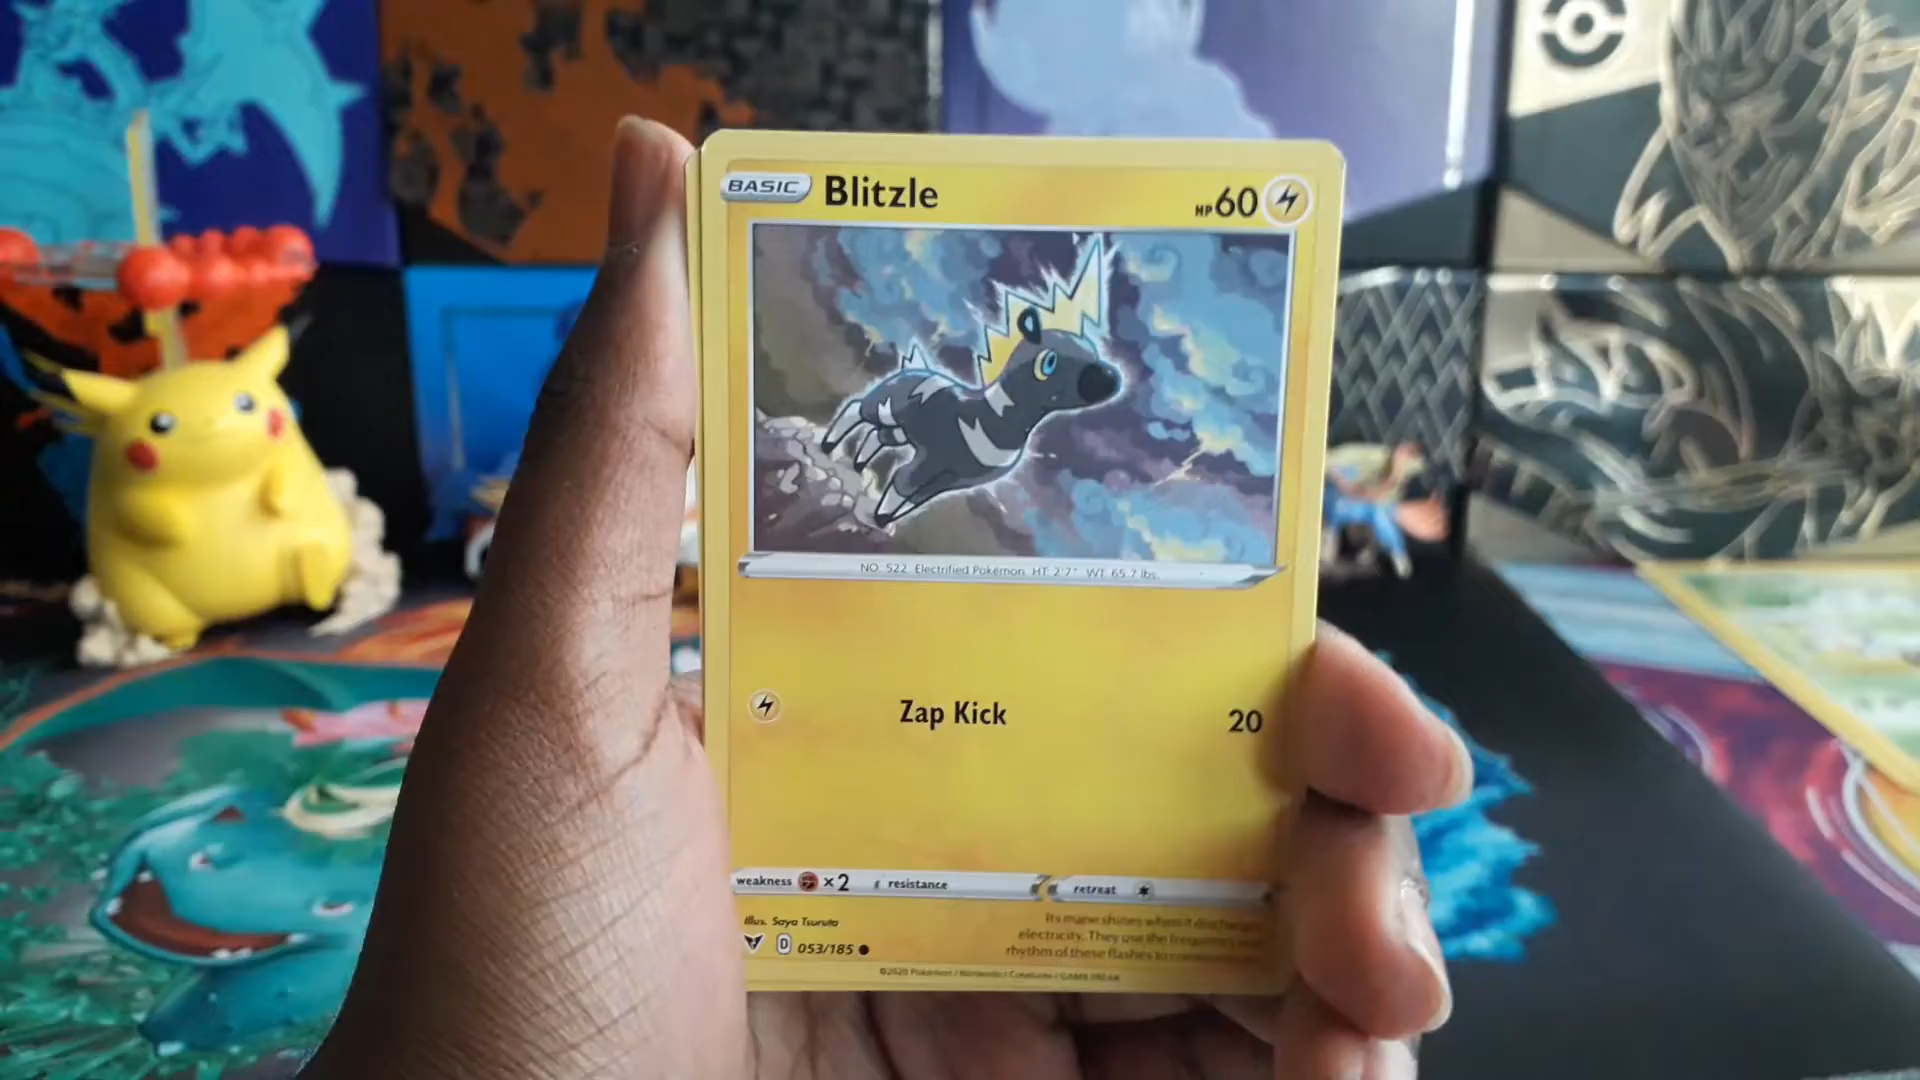 BASIC Blitzle HP 60
NO. 522 Electrified Pokémon HT: 2'7" WT: 65.7 lbs.
Zap Kick 20
weakness ×2 resistance retreat
Illus. Saya Tsuruta
Its mane shines when it discharges
electricity. They use the frequency and
rhythm of these flashes to communicate.
D 053/185
©2020 Pokémon / Nintendo / Creatures / GAME FREAK